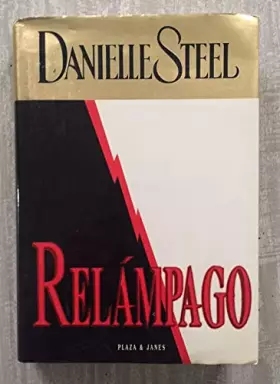 DANIELLE STEEL
RELÁMPAGO
PLAZA & JANES